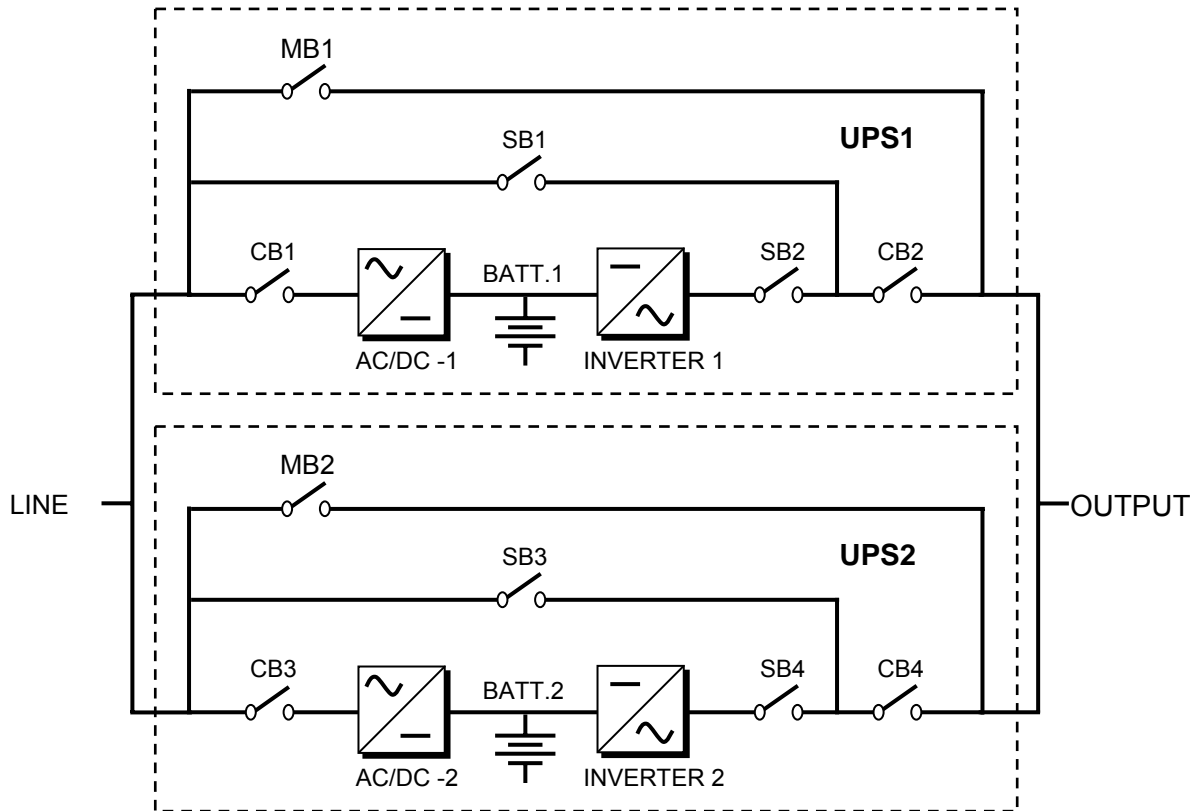 MB1
SB1
UPS1
CB1
BATT.1
SB2
CB2
AC/DC -1
INVERTER 1
MB2
LINE
OUTPUT
SB3
UPS2
CB3
BATT.2
SB4
CB4
AC/DC -2
INVERTER 2